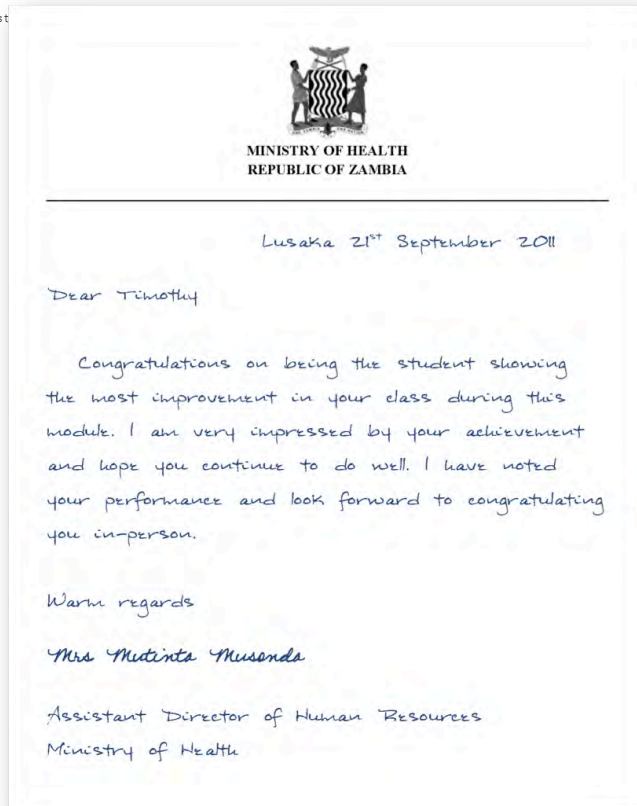 st
MINISTRY OF HEALTH
REPUBLIC OF ZAMBIA
Lusaka 21st September 2011
Dear Timothy
Congratulations on being the student showing
the most improvement in your class during this
module. I am very impressed by your achievement
and hope you continue to do well. I have noted
your performance and look forward to congratulating
you in-person.
Warm regards
Mrs Mutinta Musonda
Assistant Director of Human Resources
Ministry of Health